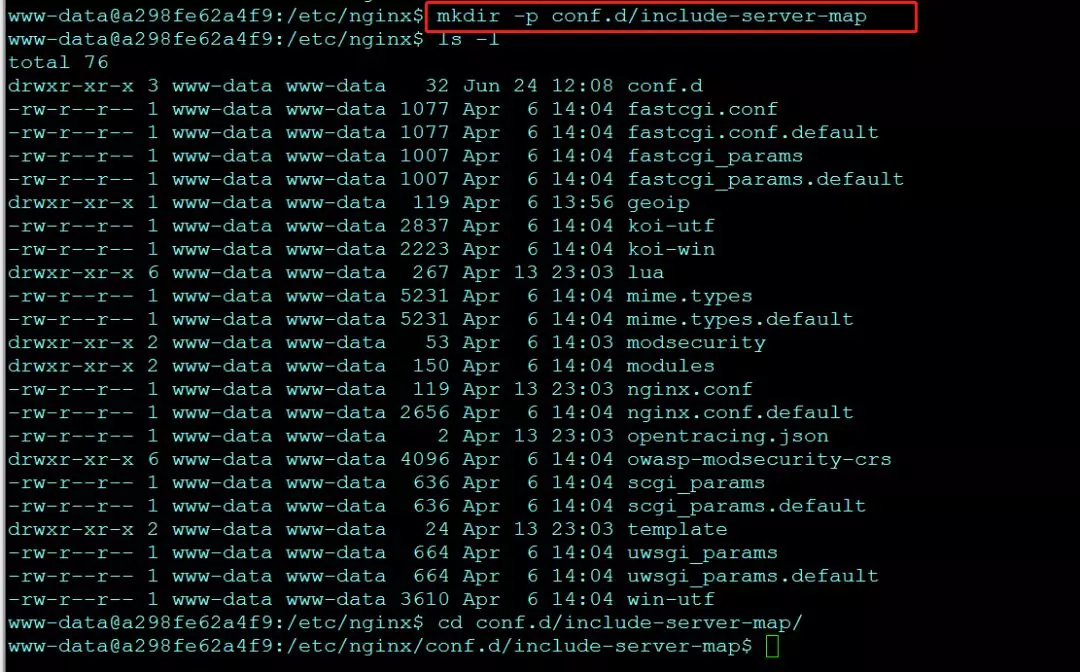 www-data@a298fe62a4f9:/etc/nginx$ mkdir -p conf.d/include-server-map
www-data@a298fe62a4f9:/etc/nginx$ ls -l
total 76
drwxr-xr-x 3 www-data www-data   32 Jun 24 12:08 conf.d
-rw-r--r-- 1 www-data www-data 1077 Apr  6 14:04 fastcgi.conf
-rw-r--r-- 1 www-data www-data 1077 Apr  6 14:04 fastcgi.conf.default
-rw-r--r-- 1 www-data www-data 1007 Apr  6 14:04 fastcgi_params
-rw-r--r-- 1 www-data www-data 1007 Apr  6 14:04 fastcgi_params.default
drwxr-xr-x 1 www-data www-data  119 Apr  6 13:56 geoip
-rw-r--r-- 1 www-data www-data 2837 Apr  6 14:04 koi-utf
-rw-r--r-- 1 www-data www-data 2223 Apr  6 14:04 koi-win
drwxr-xr-x 6 www-data www-data  267 Apr 13 23:03 lua
-rw-r--r-- 1 www-data www-data 5231 Apr  6 14:04 mime.types
-rw-r--r-- 1 www-data www-data 5231 Apr  6 14:04 mime.types.default
drwxr-xr-x 2 www-data www-data   53 Apr  6 14:03 modsecurity
drwxr-xr-x 2 www-data www-data  150 Apr  6 14:04 modules
-rw-r--r-- 1 www-data www-data  119 Apr 13 23:03 nginx.conf
-rw-r--r-- 1 www-data www-data 2656 Apr  6 14:04 nginx.conf.default
-rw-r--r-- 1 www-data www-data    2 Apr 13 23:03 opentracing.json
drwxr-xr-x 6 www-data www-data 4096 Apr  6 14:04 owasp-modsecurity-crs
-rw-r--r-- 1 www-data www-data  636 Apr  6 14:04 scgi_params
-rw-r--r-- 1 www-data www-data  636 Apr  6 14:04 scgi_params.default
drwxr-xr-x 2 www-data www-data   24 Apr 13 23:03 template
-rw-r--r-- 1 www-data www-data  664 Apr  6 14:04 uwsgi_params
-rw-r--r-- 1 www-data www-data  664 Apr  6 14:04 uwsgi_params.default
-rw-r--r-- 1 www-data www-data 3610 Apr  6 14:04 win-utf
www-data@a298fe62a4f9:/etc/nginx$ cd conf.d/include-server-map/
www-data@a298fe62a4f9:/etc/nginx/conf.d/include-server-map$